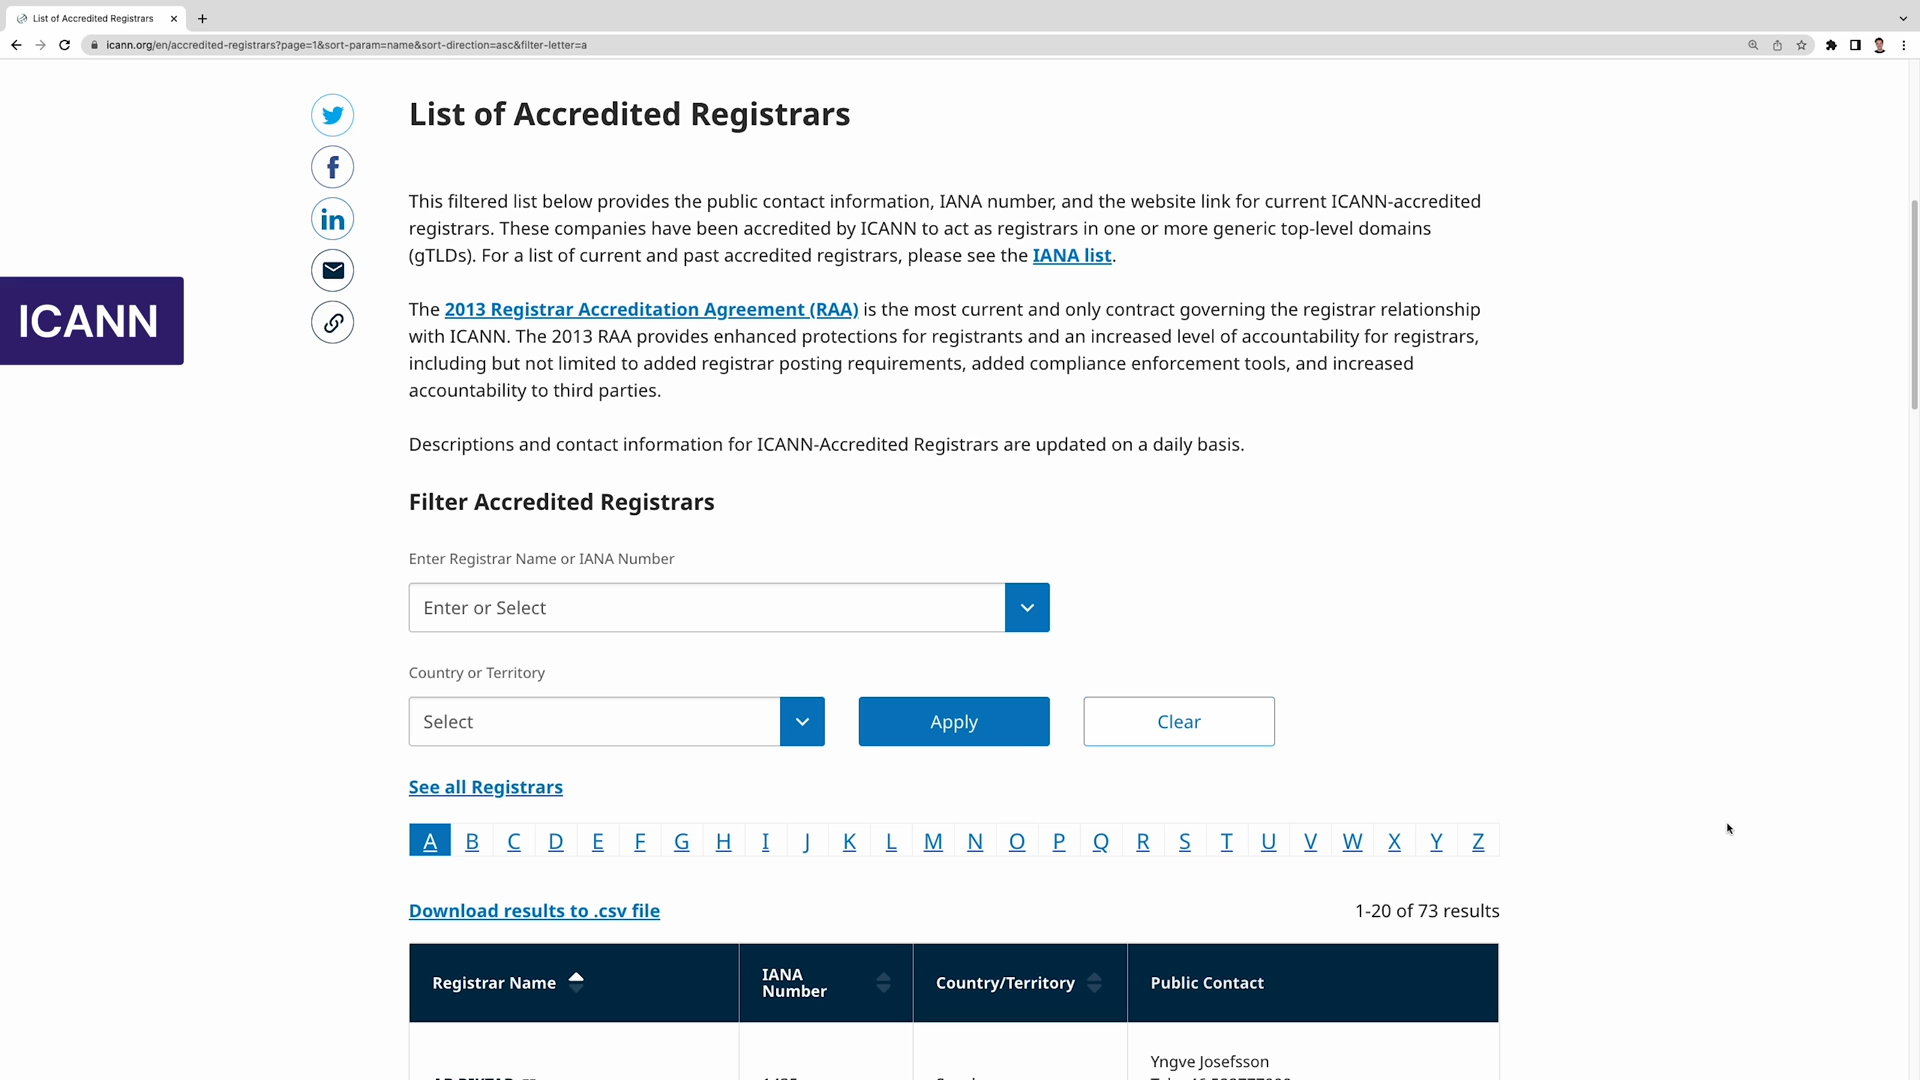 List of Accredited Registrars
icann.org/en/accredited-registrars?page=1&sort-param=name&sort-direction=asc&filter-letter=a
List of Accredited Registrars
This filtered list below provides the public contact information, IANA number, and the website link for current ICANN-accredited
registrars. These companies have been accredited by ICANN to act as registrars in one or more generic top-level domains
(gTLDs). For a list of current and past accredited registrars, please see the IANA list.
ICANN
The 2013 Registrar Accreditation Agreement (RAA) is the most current and only contract governing the registrar relationship
with ICANN. The 2013 RAA provides enhanced protections for registrants and an increased level of accountability for registrars,
including but not limited to added registrar posting requirements, added compliance enforcement tools, and increased
accountability to third parties.
Descriptions and contact information for ICANN-Accredited Registrars are updated on a daily basis.
Filter Accredited Registrars
Enter Registrar Name or IANA Number
Enter or Select
Country or Territory
Select Apply Clear
See all Registrars
A B C D E F G H I J K L M N O P Q R S T U V W X Y Z
Download results to .csv file 1-20 of 73 results
Registrar Name IANA Number Country/Territory Public Contact
Yngve Josefsson